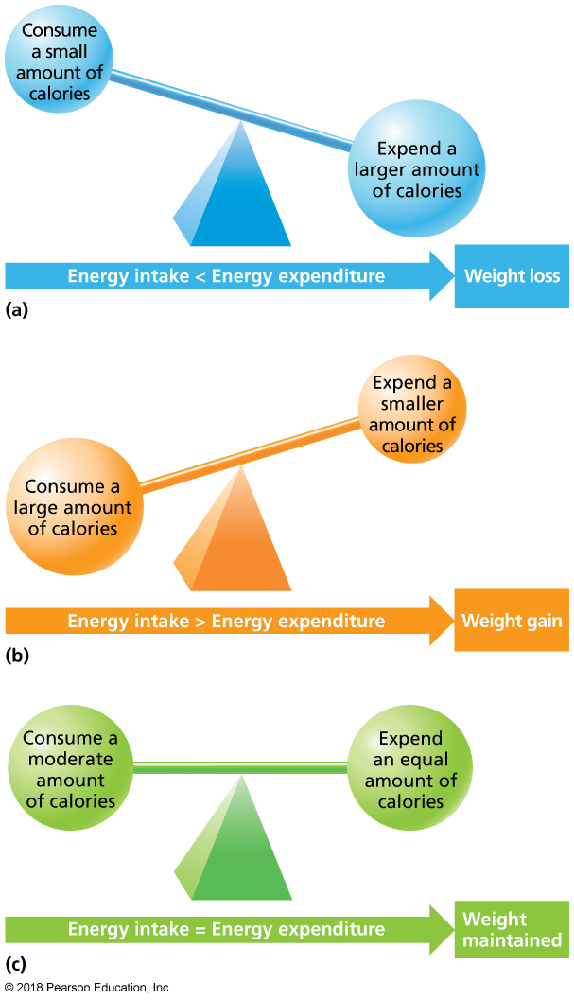 Consume
a small
amount of
calories
Expend a
larger amount
of calories
Energy intake < Energy expenditure
Weight loss
(a)
Expend a
smaller
amount of
calories
Consume a
large amount
of calories
Energy intake > Energy expenditure
Weight gain
(b)
Consume a
moderate
amount
of calories
Expend
an equal
amount of
calories
Energy intake = Energy expenditure
Weight
maintained
(c)
© 2018 Pearson Education, Inc.